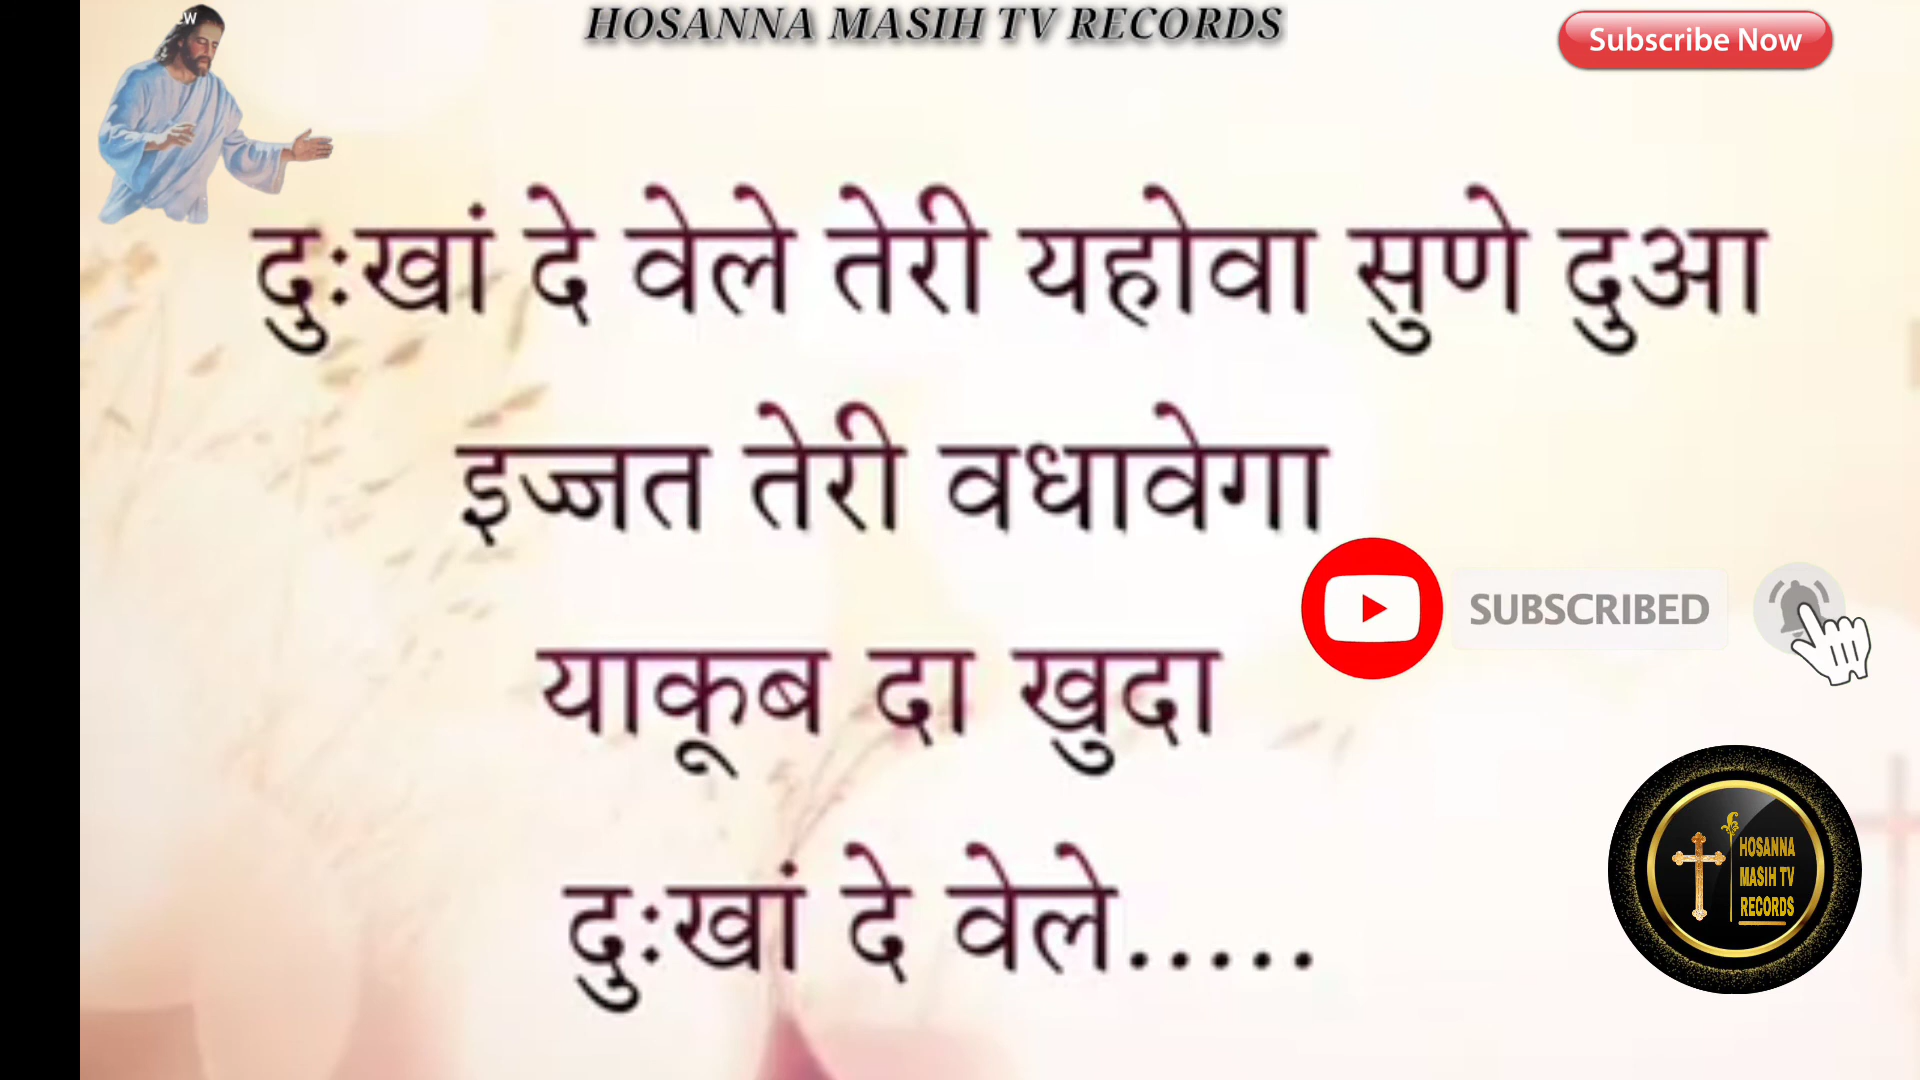 HOSANNA MASIH TV RECORDS
Subscribe Now
दुःखां दे वेले तेरी यहोवा सुणे दुआ
इज्जत तेरी वधावेगा
SUBSCRIBED
याकूब दा खुदा
दुःखां दे वेले.....
HOSANNA
MASIH TV
RECORDS